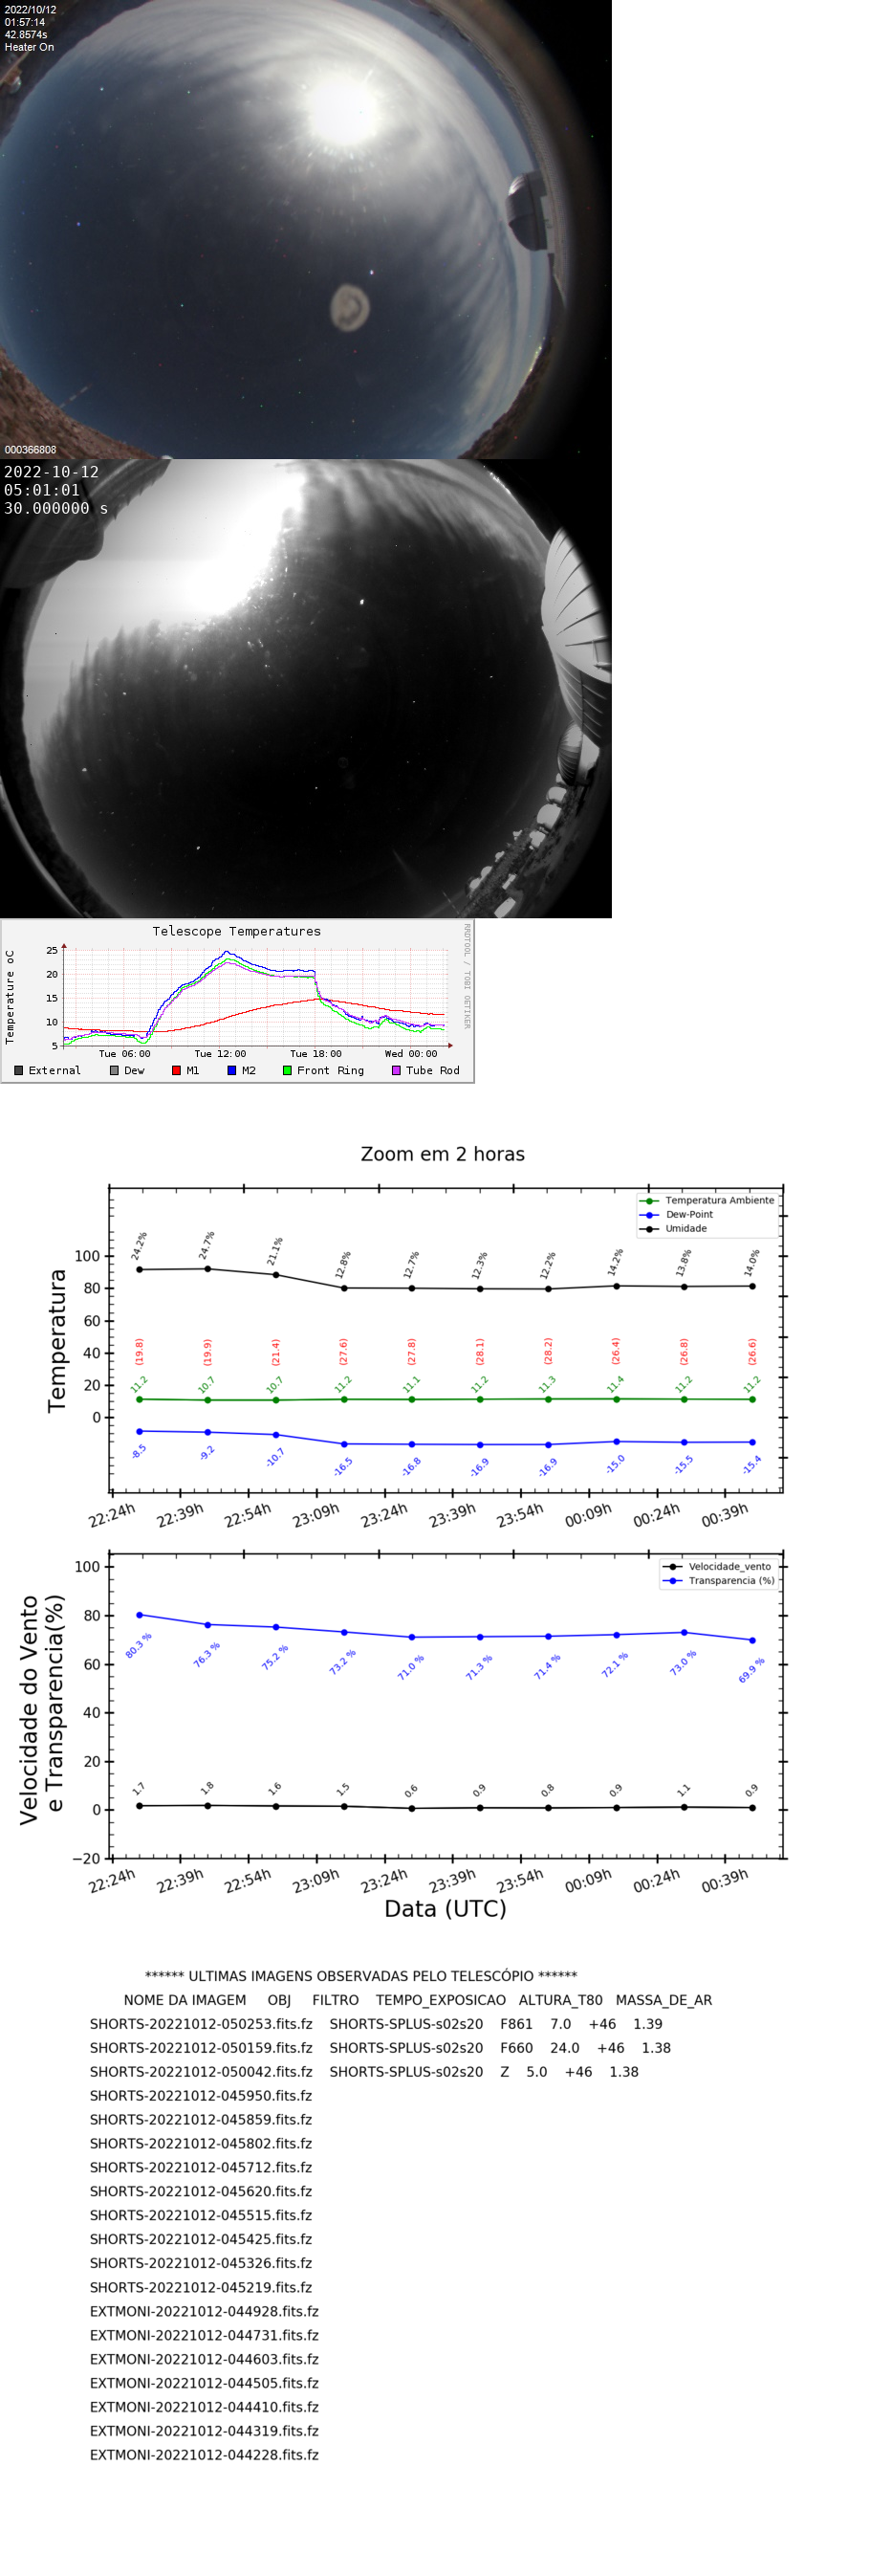 2022/10/12
01:57:14
42.8574s
Heater On
000366808
2022-10-12
05:01:01
30.000000 s
Telescope Temperatures
RRDTOOL / TOBI OETIKER
Temperature oC
25
20
15
10
5
Tue 06:00 Tue 12:00 Tue 18:00 Wed 00:00
External Dew M1 M2 Front Ring Tube Rod
Zoom em 2 horas
Temperatura
Temperatura Ambiente
Dew-Point
Umidade
100
80
60
40
20
0
24.2% 24.7% 21.1% 12.8% 12.7% 12.3% 12.2% 14.2% 13.8% 14.0%
(19.8) (19.9) (21.4) (27.6) (27.8) (28.1) (28.2) (26.4) (26.8) (26.6)
11.2 10.7 10.7 11.2 11.1 11.2 11.3 11.4 11.2 11.2
-8.5 -9.2 -10.7 -16.5 -16.8 -16.9 -16.9 -15.0 -15.5 -15.4
22:24h 22:39h 22:54h 23:09h 23:24h 23:39h 23:54h 00:09h 00:24h 00:39h
Velocidade do Vento
e Transparencia(%)
Velocidade_vento
Transparencia (%)
100
80
60
40
20
0
−20
80.3 % 76.3 % 75.2 % 73.2 % 71.0 % 71.3 % 71.4 % 72.1 % 73.0 % 69.9 %
1.7 1.8 1.6 1.5 0.6 0.9 0.8 0.9 1.1 0.9
22:24h 22:39h 22:54h 23:09h 23:24h 23:39h 23:54h 00:09h 00:24h 00:39h
Data (UTC)
****** ULTIMAS IMAGENS OBSERVADAS PELO TELESCÓPIO ******
NOME DA IMAGEM OBJ FILTRO TEMPO_EXPOSICAO ALTURA_T80 MASSA_DE_AR
SHORTS-20221012-050253.fits.fz SHORTS-SPLUS-s02s20 F861 7.0 +46 1.39
SHORTS-20221012-050159.fits.fz SHORTS-SPLUS-s02s20 F660 24.0 +46 1.38
SHORTS-20221012-050042.fits.fz SHORTS-SPLUS-s02s20 Z 5.0 +46 1.38
SHORTS-20221012-045950.fits.fz
SHORTS-20221012-045859.fits.fz
SHORTS-20221012-045802.fits.fz
SHORTS-20221012-045712.fits.fz
SHORTS-20221012-045620.fits.fz
SHORTS-20221012-045515.fits.fz
SHORTS-20221012-045425.fits.fz
SHORTS-20221012-045326.fits.fz
SHORTS-20221012-045219.fits.fz
EXTMONI-20221012-044928.fits.fz
EXTMONI-20221012-044731.fits.fz
EXTMONI-20221012-044603.fits.fz
EXTMONI-20221012-044505.fits.fz
EXTMONI-20221012-044410.fits.fz
EXTMONI-20221012-044319.fits.fz
EXTMONI-20221012-044228.fits.fz